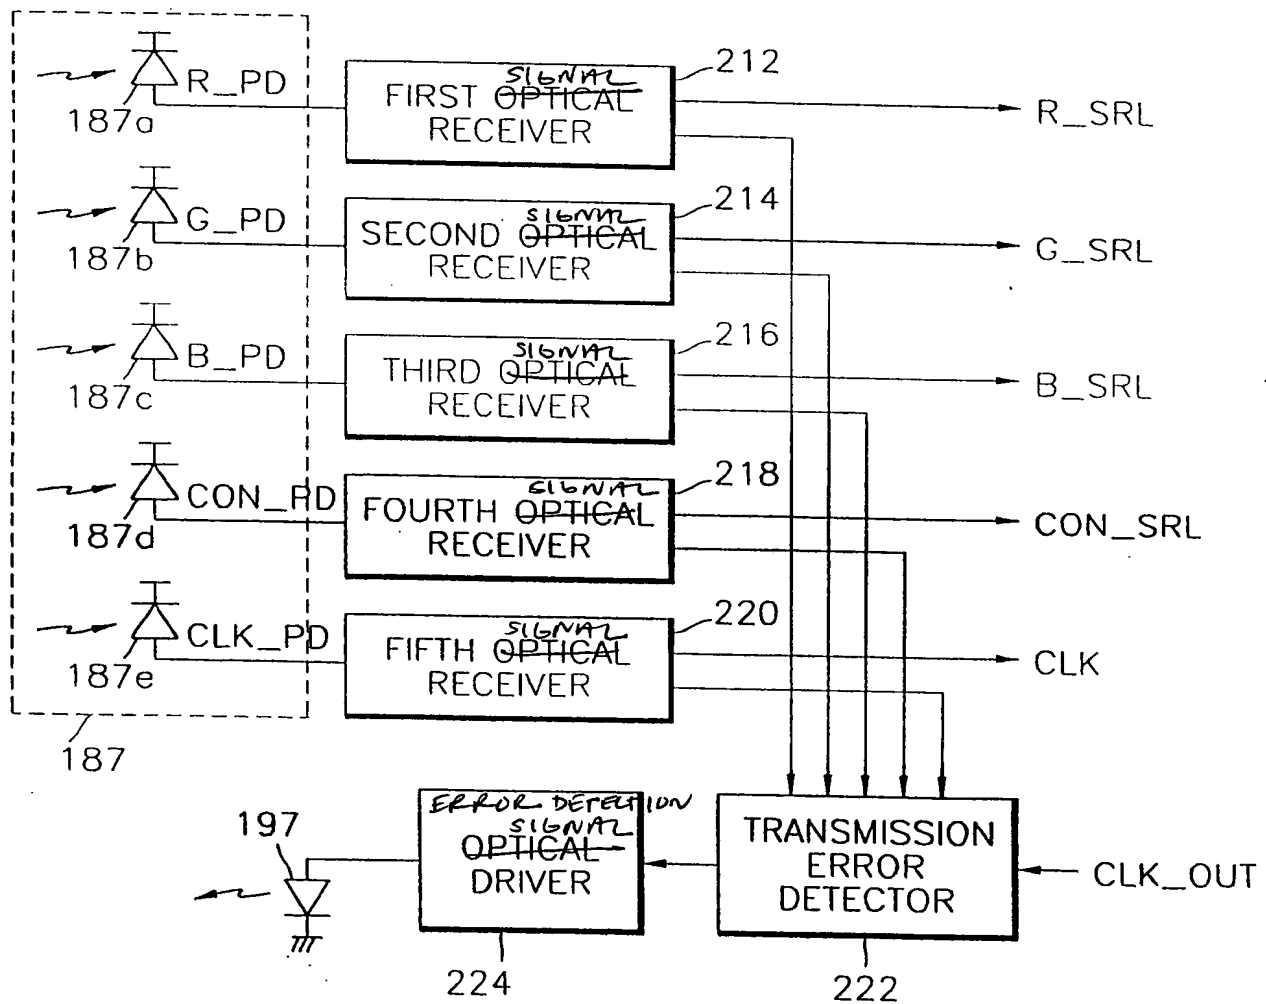 R_PD
187a
SIGNAL
FIRST OPTICAL
RECEIVER
212
R_SRL
G_PD
187b
SIGNAL
SECOND OPTICAL
RECEIVER
214
G_SRL
B_PD
187c
SIGNAL
THIRD OPTICAL
RECEIVER
216
B_SRL
CON_PD
187d
SIGNAL
FOURTH OPTICAL
RECEIVER
218
CON_SRL
CLK_PD
187e
SIGNAL
FIFTH OPTICAL
RECEIVER
220
CLK
187
197
ERROR DETECTION
SIGNAL
OPTICAL
DRIVER
224
TRANSMISSION
ERROR
DETECTOR
222
CLK_OUT